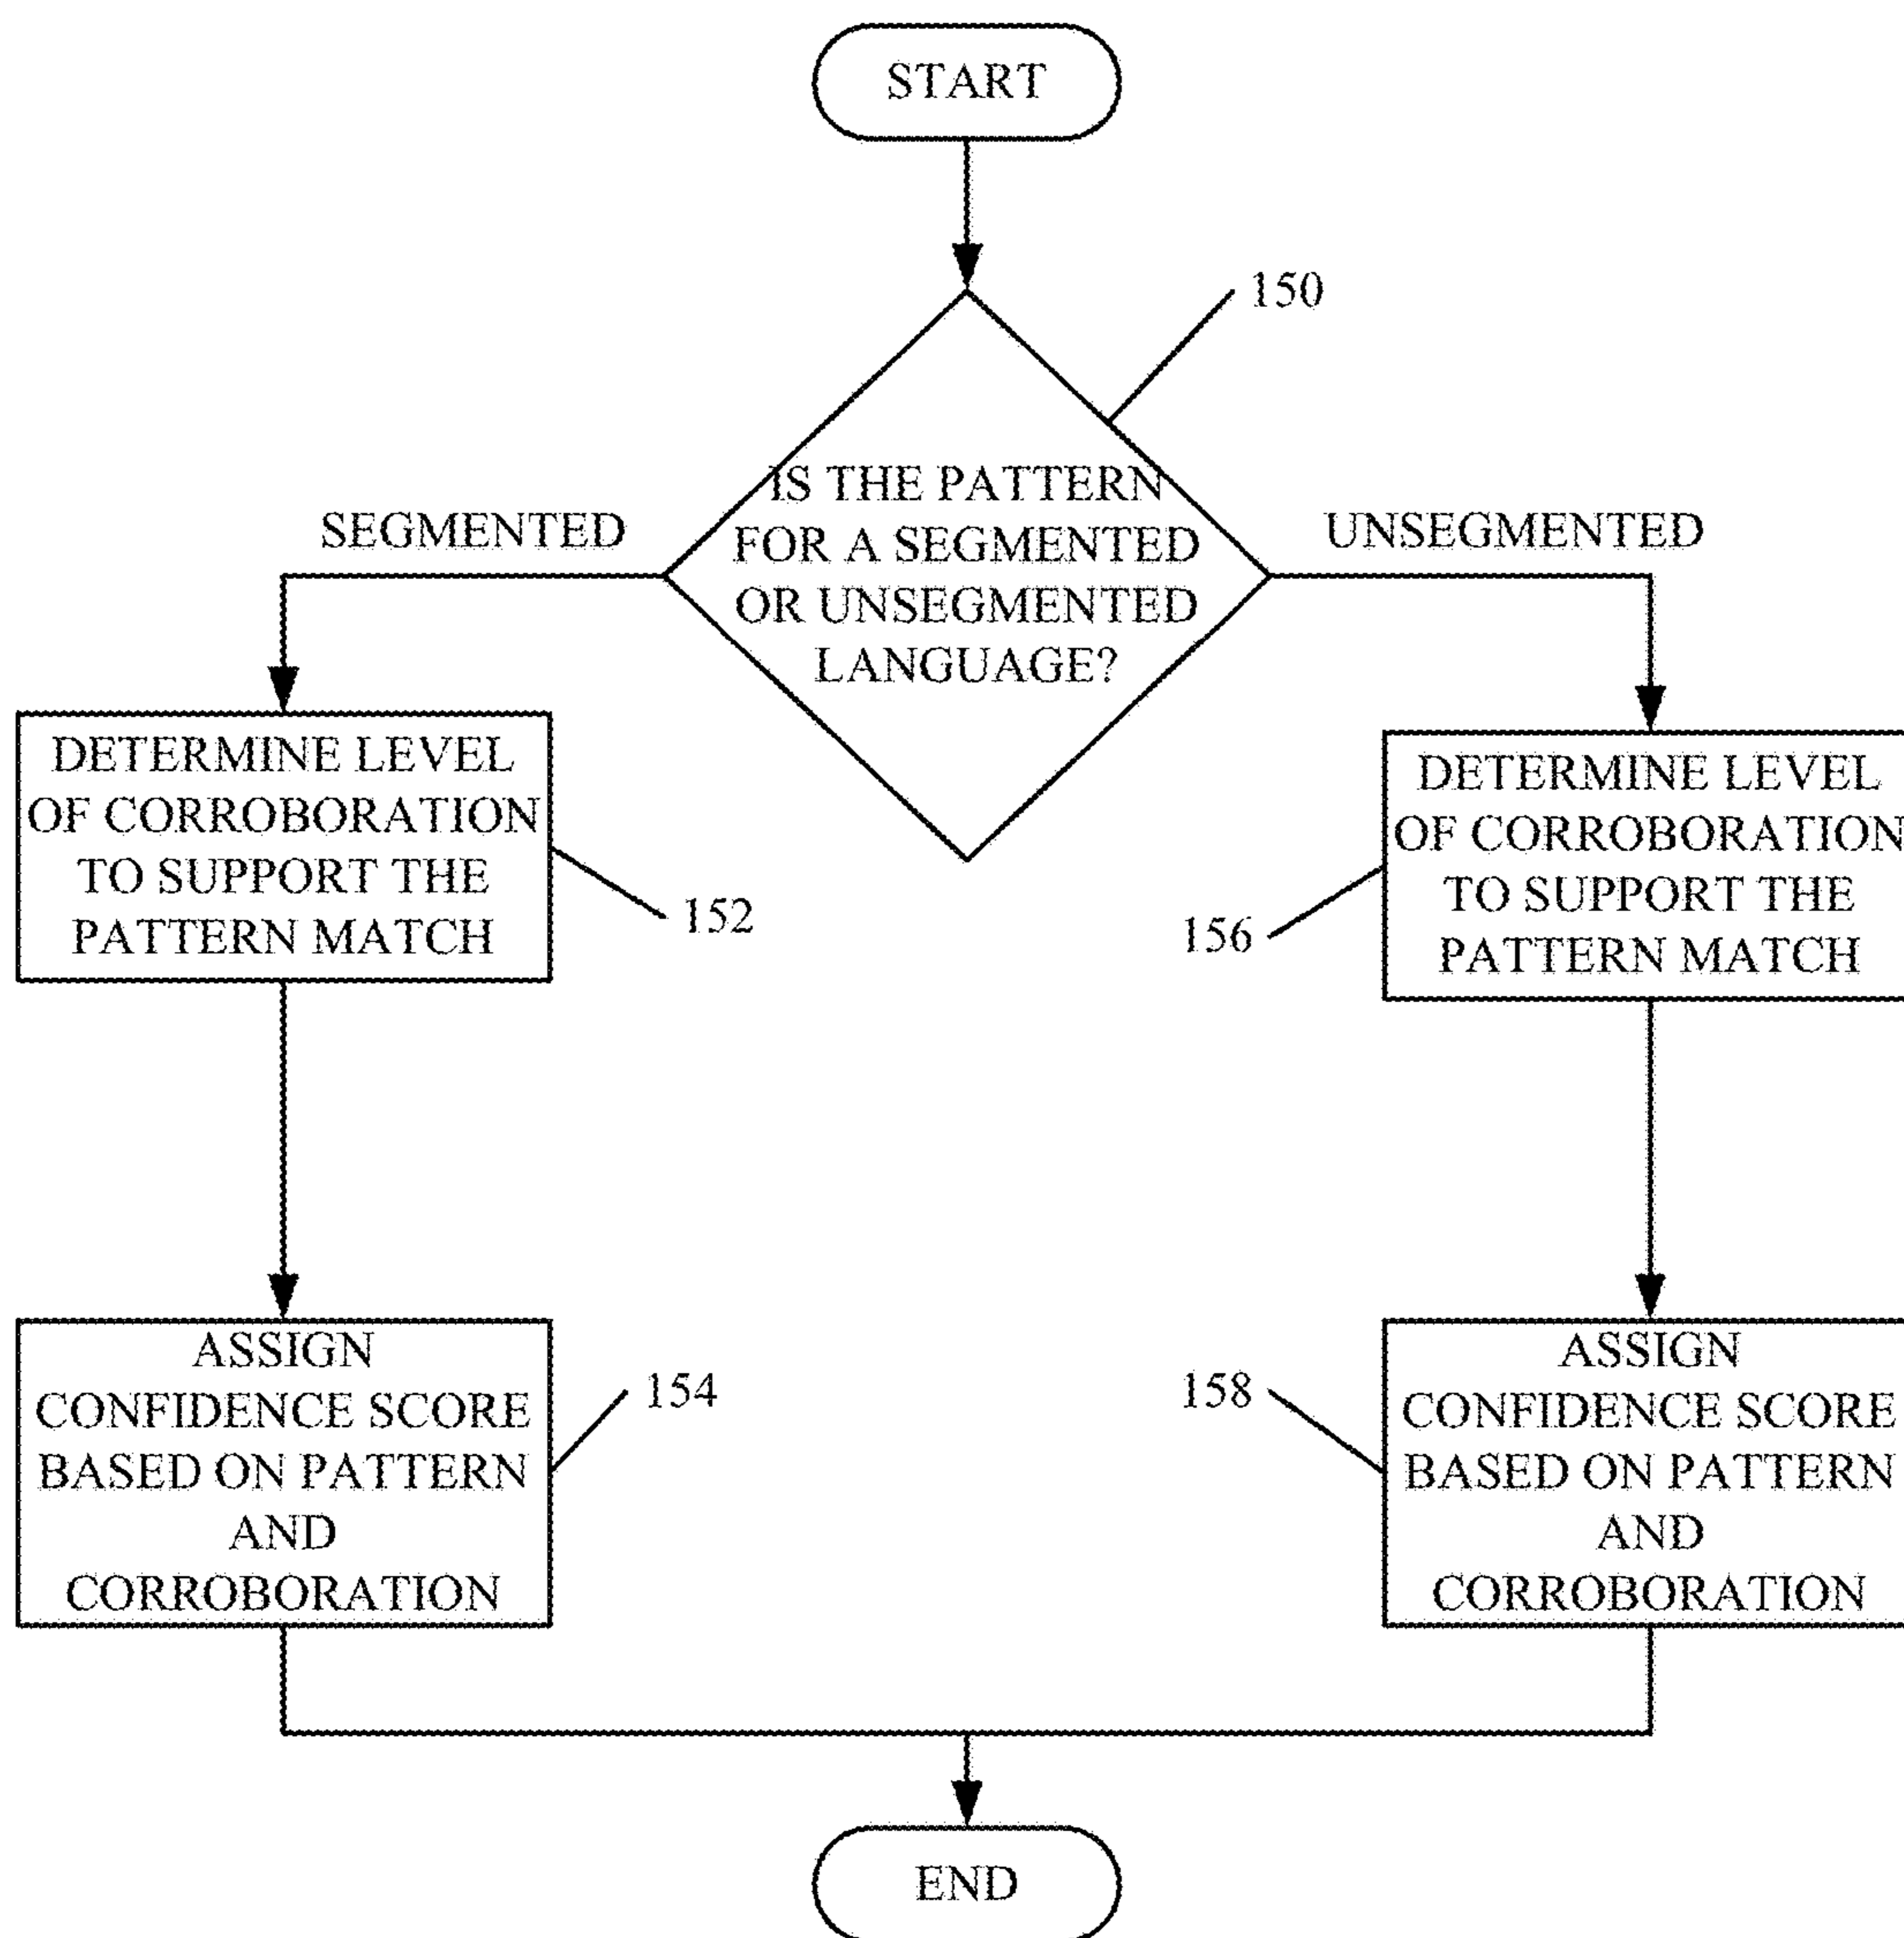 START
150
IS THE PATTERN
FOR A SEGMENTED
OR UNSEGMENTED
LANGUAGE?
SEGMENTED
UNSEGMENTED
DETERMINE LEVEL
OF CORROBORATION
TO SUPPORT THE
PATTERN MATCH
152
DETERMINE LEVEL
OF CORROBORATION
TO SUPPORT THE
PATTERN MATCH
156
ASSIGN
CONFIDENCE SCORE
BASED ON PATTERN
AND
CORROBORATION
154
ASSIGN
CONFIDENCE SCORE
BASED ON PATTERN
AND
CORROBORATION
158
END